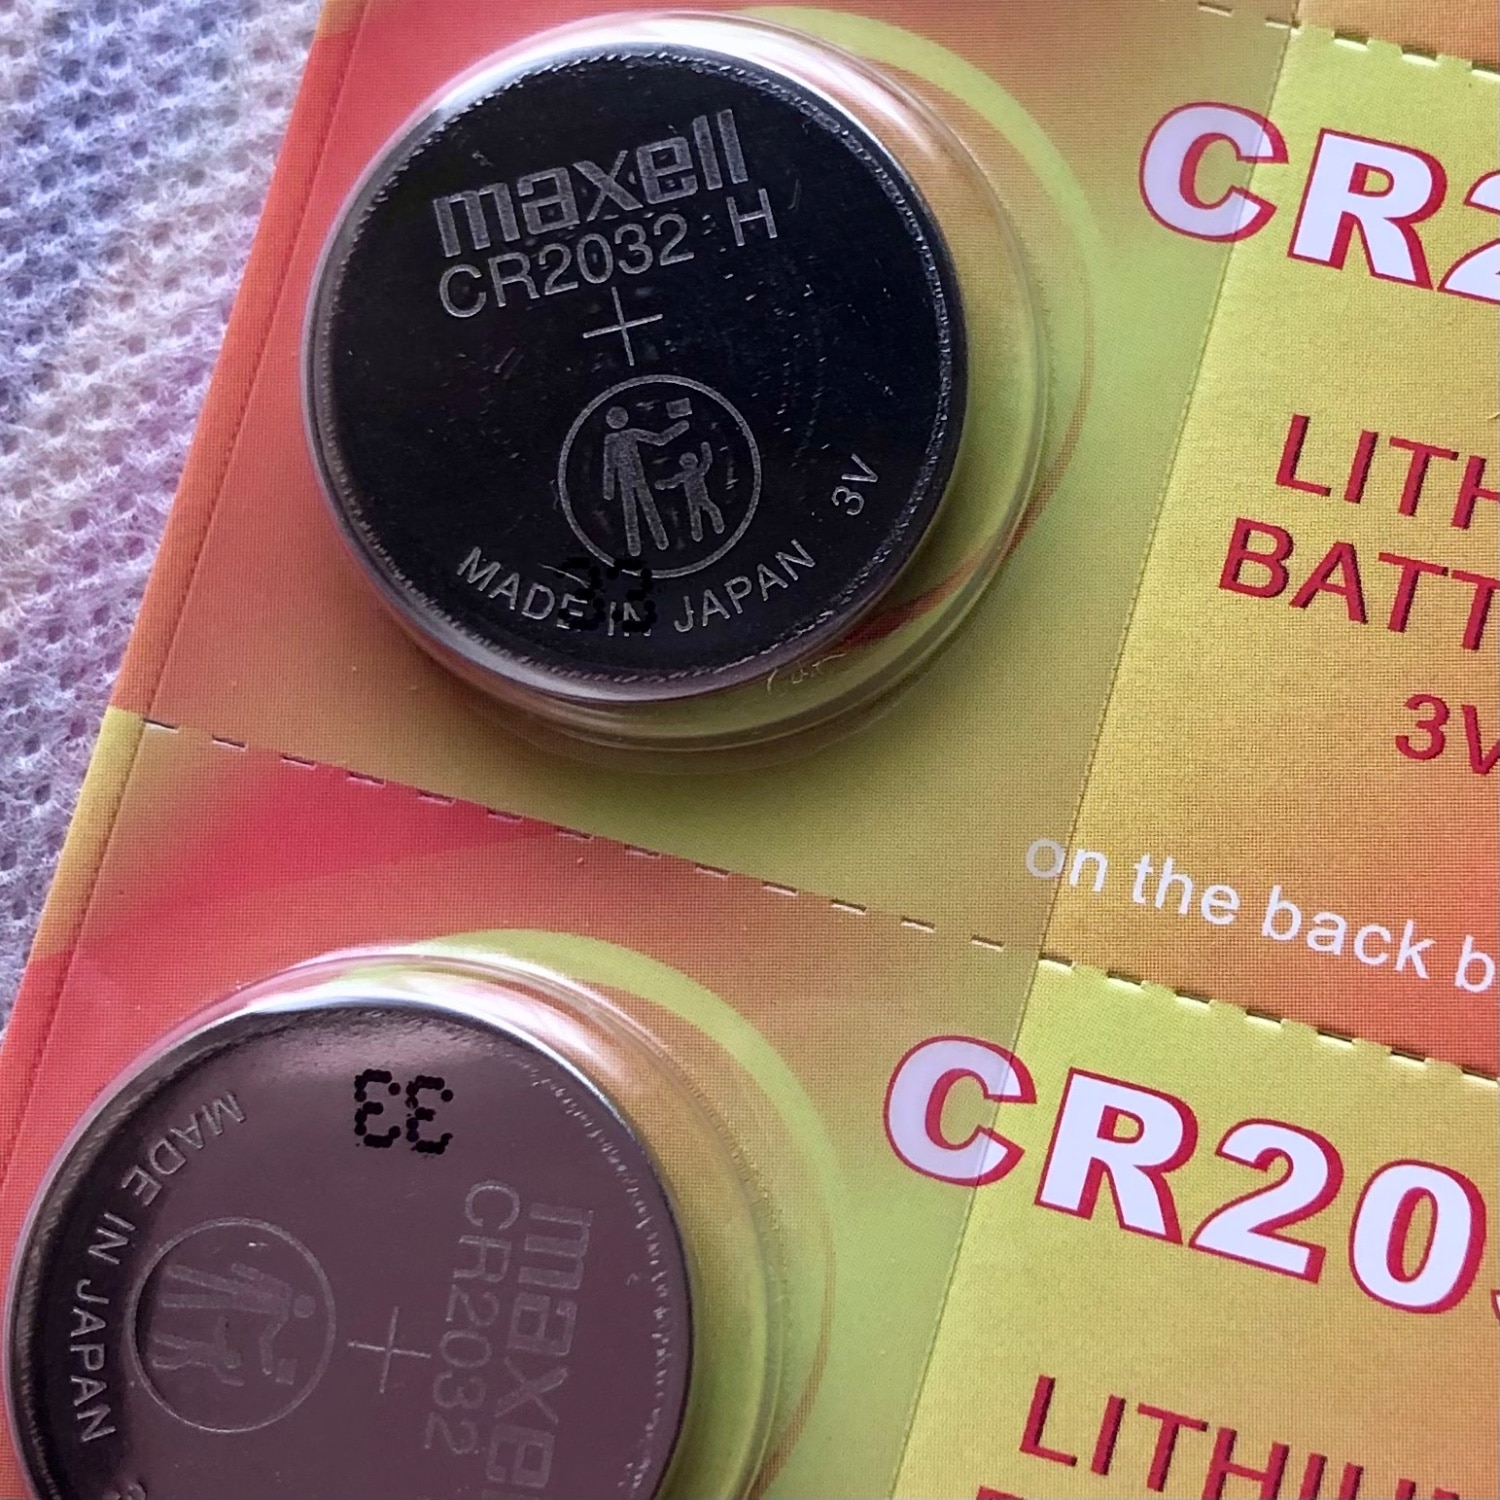 maxell
CR2032 H
+
3V
MADE IN JAPAN
33
CR2
LITH
BATT
3V
on the back b
CR20
LITHIU
33
maxel
CR2032
+
MADE IN JAPAN